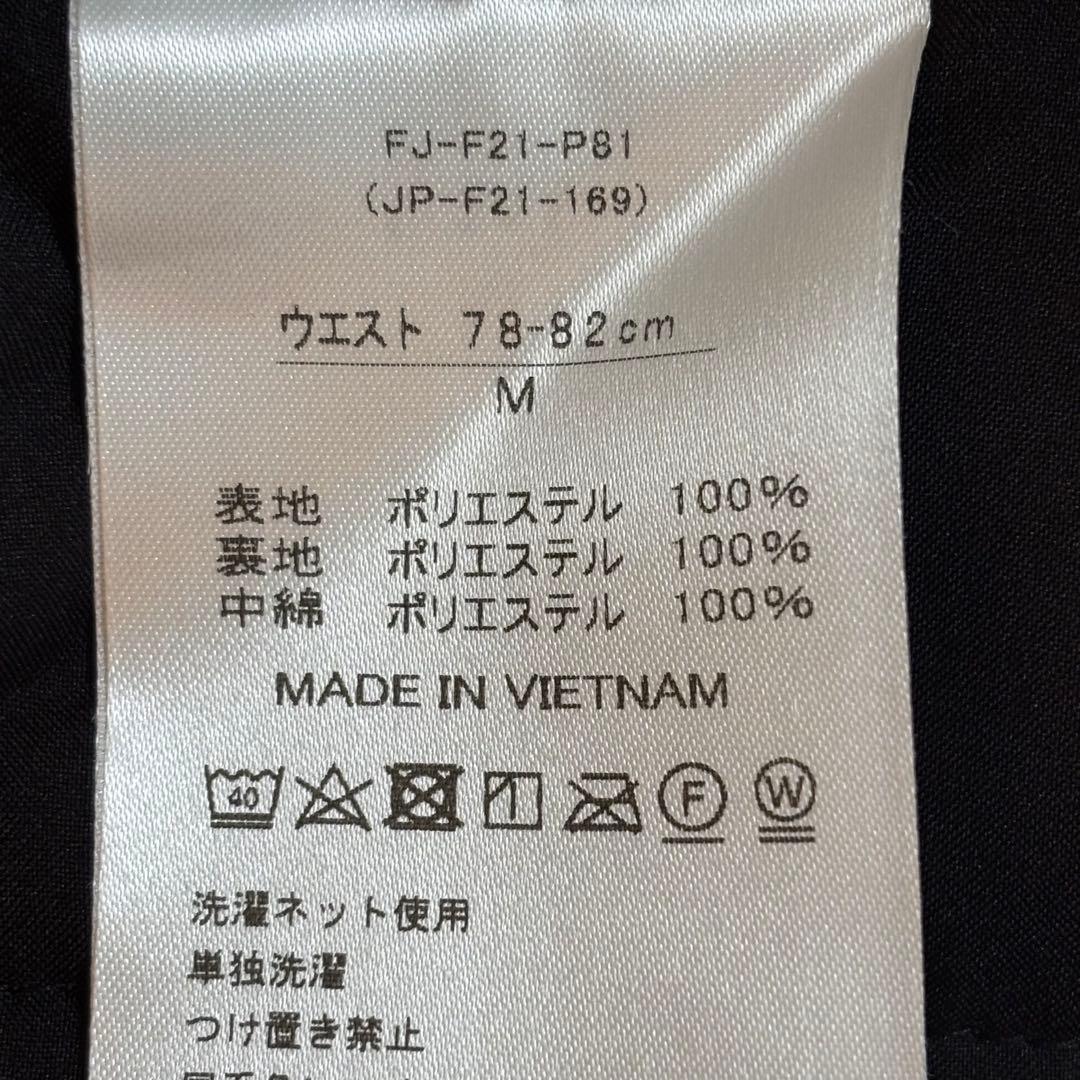 FJ-F21-P81
(JP-F21-169)
ウエスト 78-82cm
M
表地 ポリエステル 100%
裏地 ポリエステル 100%
中綿 ポリエステル 100%
MADE IN VIETNAM
40 F W
洗濯ネット使用
単独洗濯
つけ置き禁止